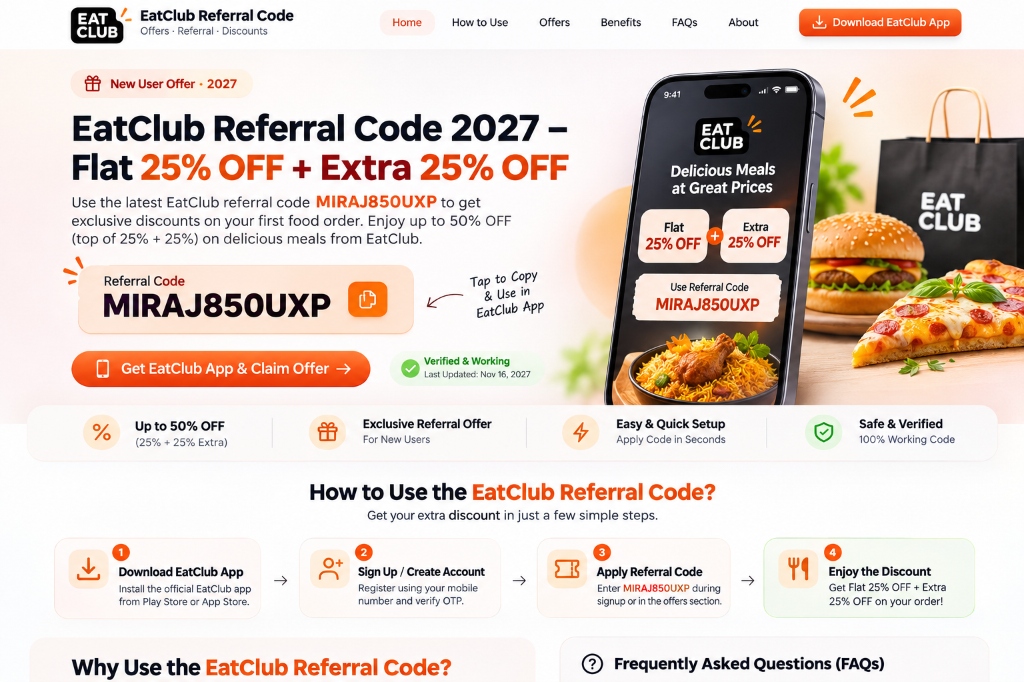 EAT
CLUB
EatClub Referral Code
Offers · Referral · Discounts
Home
How to Use
Offers
Benefits
FAQs
About
Download EatClub App
New User Offer · 2027
EatClub Referral Code 2027 –
Flat 25% OFF + Extra 25% OFF
Use the latest EatClub referral code MIRAJ850UXP to get
exclusive discounts on your first food order. Enjoy up to 50% OFF
(top of 25% + 25%) on delicious meals from EatClub.
Referral Code
MIRAJ850UXP
Tap to Copy
& Use in
EatClub App
Get EatClub App & Claim Offer →
Verified & Working
Last Updated: Nov 16, 2027
9:41
EAT
CLUB
Delicious Meals
at Great Prices
Flat
25% OFF
+
Extra
25% OFF
Use Referral Code
MIRAJ850UXP
EAT
CLUB
Up to 50% OFF
(25% + 25% Extra)
Exclusive Referral Offer
For New Users
Easy & Quick Setup
Apply Code in Seconds
Safe & Verified
100% Working Code
How to Use the EatClub Referral Code?
Get your extra discount in just a few simple steps.
1
Download EatClub App
Install the official EatClub app
from Play Store or App Store.
2
Sign Up / Create Account
Register using your mobile
number and verify OTP.
3
Apply Referral Code
Enter MIRAJ850UXP during
signup or in the offers section.
4
Enjoy the Discount
Get Flat 25% OFF + Extra
25% OFF on your order!
Why Use the EatClub Referral Code?
Frequently Asked Questions (FAQs)